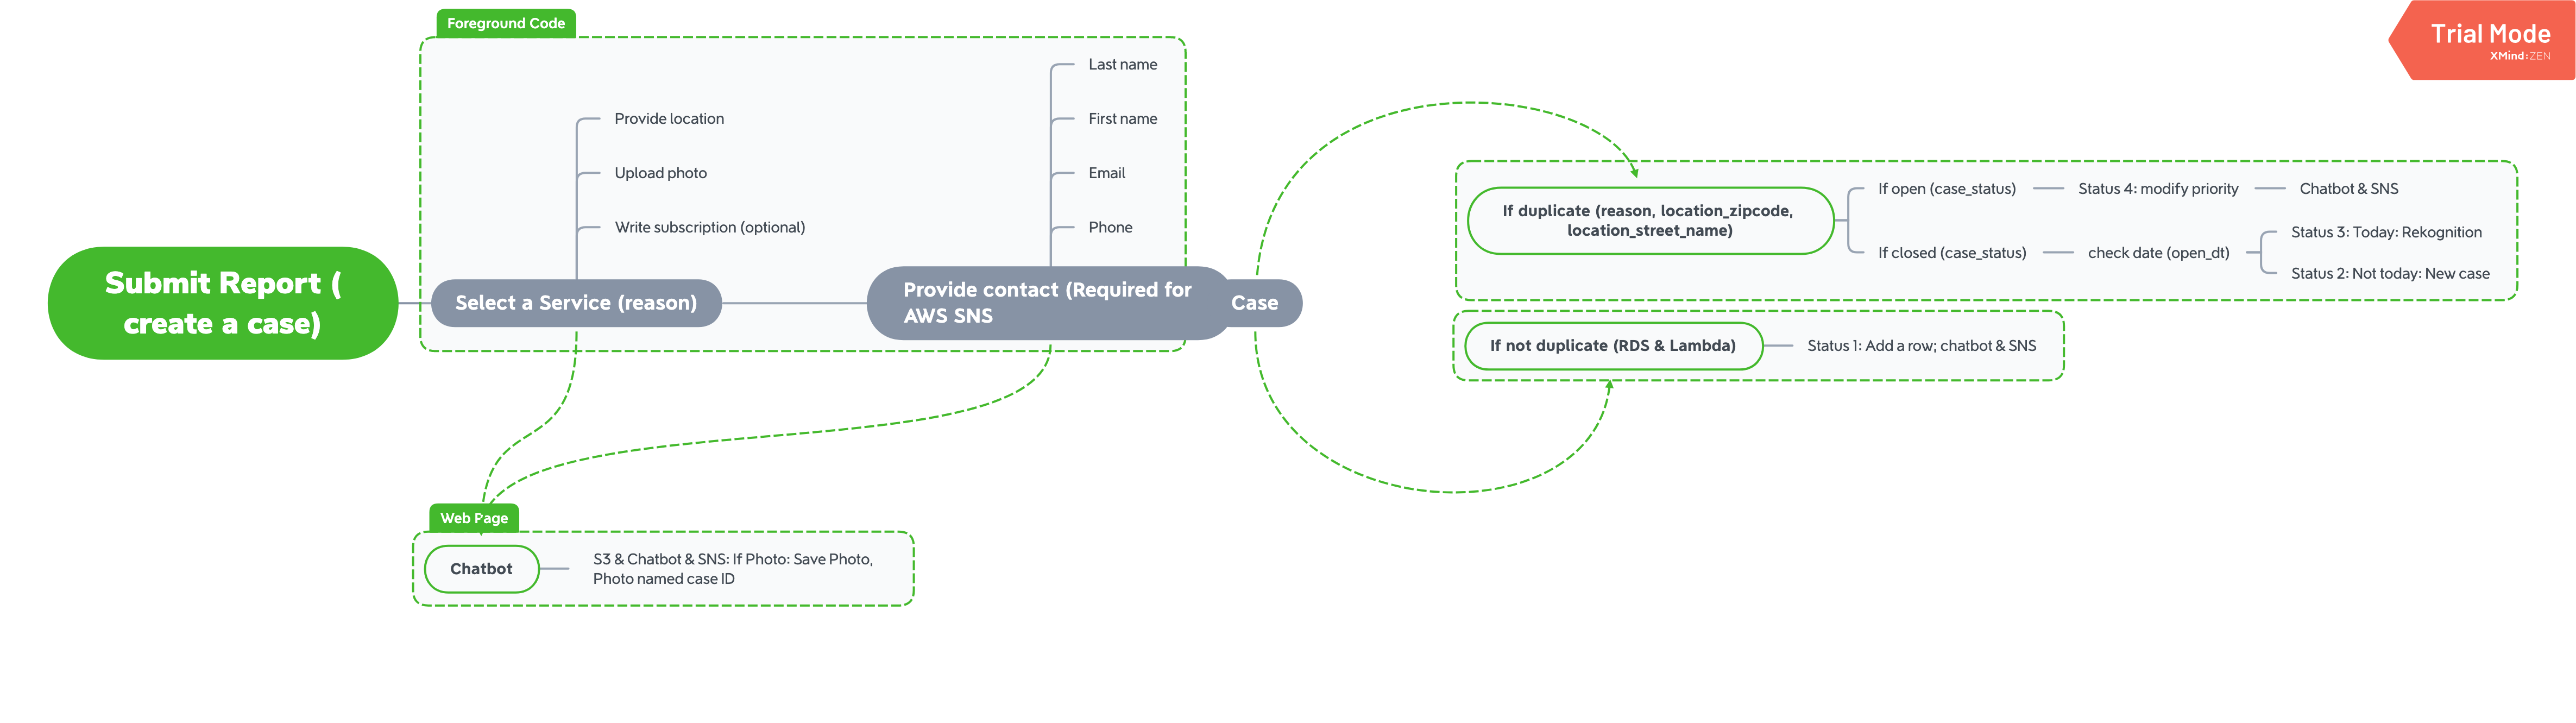 Foreground Code
Trial Mode
XMind:ZEN
Last name
First name
Email
Phone
Provide location
Upload photo
Write subscription (optional)
Submit Report (
create a case)
Select a Service (reason)
Provide contact (Required for
AWS SNS
Case
If duplicate (reason, location_zipcode,
location_street_name)
If open (case_status)
Status 4: modify priority
Chatbot & SNS
If closed (case_status)
check date (open_dt)
Status 3: Today: Rekognition
Status 2: Not today: New case
If not duplicate (RDS & Lambda)
Status 1: Add a row; chatbot & SNS
Web Page
Chatbot
S3 & Chatbot & SNS: If Photo: Save Photo,
Photo named case ID